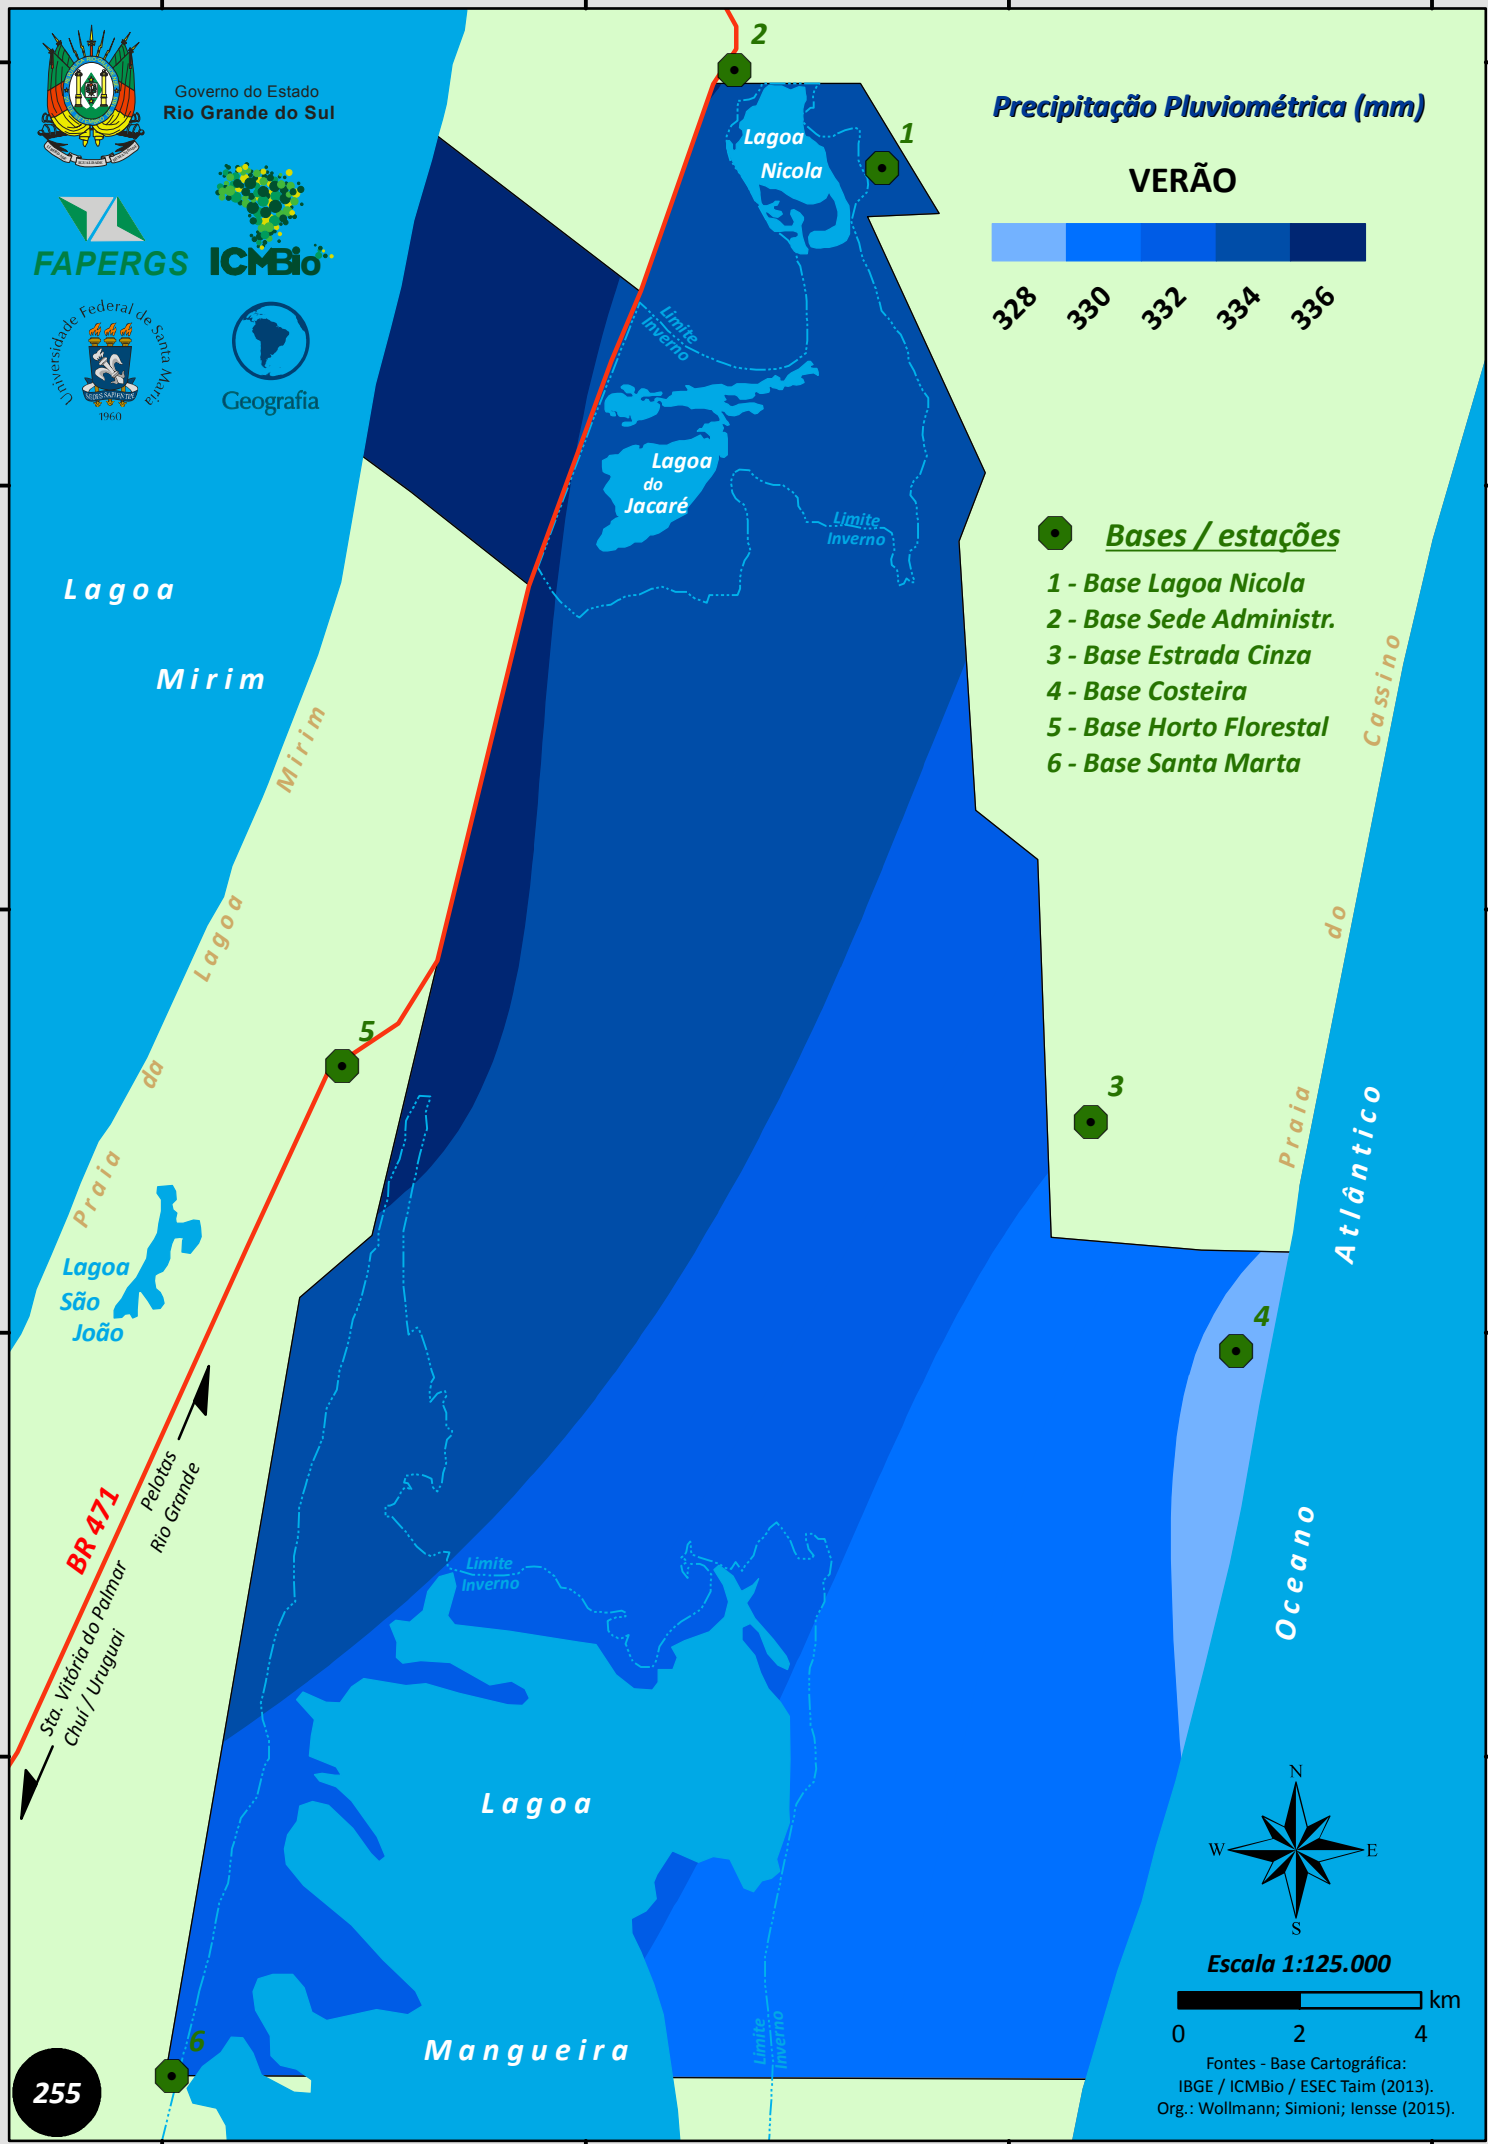 Governo do Estado
Rio Grande do Sul
FAPERGS
ICMBio
Universidade Federal de Santa Maria
SEDES SAPIENTIAE
1960
Geografia
2
1
Lagoa
Nicola
Precipitação Pluviométrica (mm)
VERÃO
328
330
332
334
336
Limite
Inverno
Lagoa
do
Jacaré
Limite
Inverno
Bases / estações
1 - Base Lagoa Nicola
2 - Base Sede Administr.
3 - Base Estrada Cinza
4 - Base Costeira
5 - Base Horto Florestal
6 - Base Santa Marta
Lagoa
Mirim
Praia da Lagoa Mirim
Praia do Cassino
5
3
4
Lagoa
São
João
Oceano Atlântico
BR 471
Pelotas
Rio Grande
Sta. Vitória do Palmar
Chuí / Uruguai
Limite
Inverno
Lagoa
Mangueira
Limite
Inverno
6
255
N
W
E
S
Escala 1:125.000
km
0
2
4
Fontes - Base Cartográfica:
IBGE / ICMBio / ESEC Taim (2013).
Org.: Wollmann; Simioni; Iensse (2015).